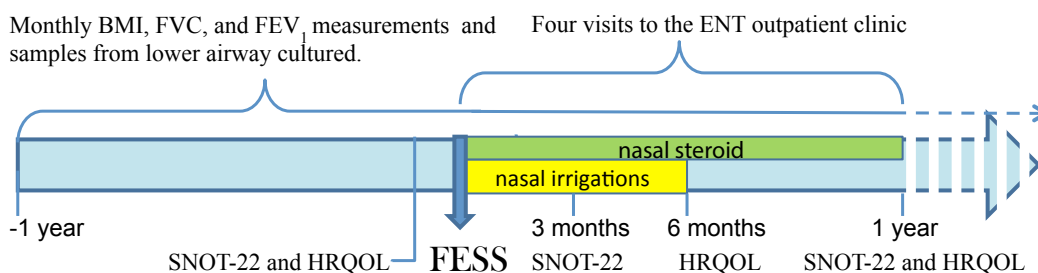 Monthly BMI, FVC, and FEV1 measurements and
samples from lower airway cultured.
Four visits to the ENT outpatient clinic
nasal steroid
nasal irrigations
-1 year
3 months
6 months
1 year
SNOT-22 and HRQOL
FESS
SNOT-22
HRQOL
SNOT-22 and HRQOL